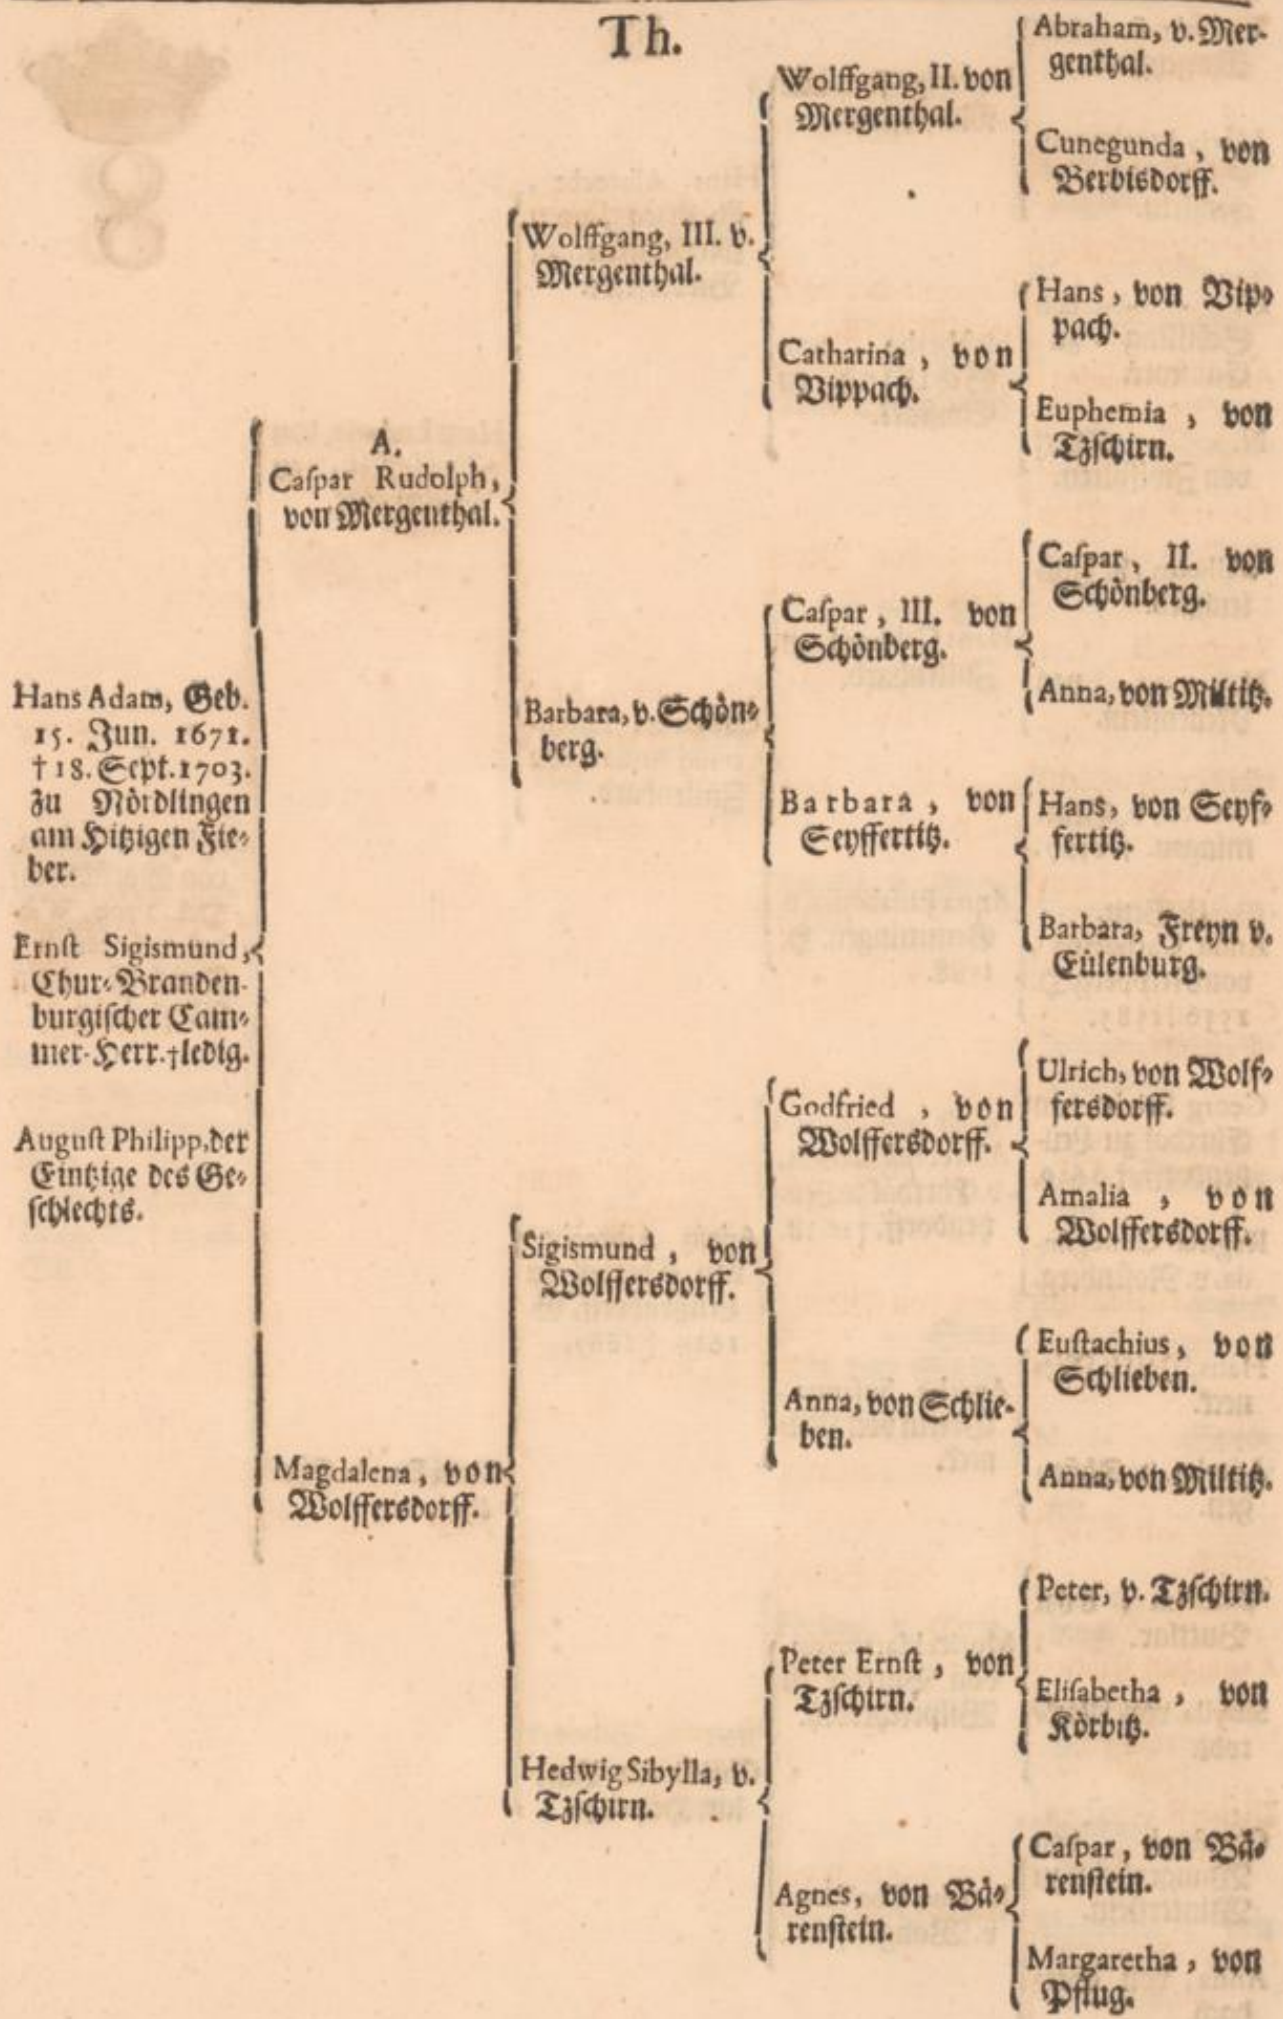 Th.
Hans Adam, Geb.
15. Jun. 1671.
† 18. Sept. 1703.
zu Nördlingen
am Hitzigen Fie-
ber.
Ernſt Sigismund,
Chur-Branden-
burgiſcher Cam-
mer-Herr. † ledig.
Auguſt Philipp, der
Eintzige des Ge-
ſchlechts.
A.
Caſpar Rudolph,
von Mergenthal.
Magdalena, von
Wolffersdorff.
Wolffgang, III. v.
Mergenthal.
Barbara, v. Schön-
berg.
Sigismund, von
Wolffersdorff.
Hedwig Sibylla, v.
Tzſchirn.
Wolffgang, II. von
Mergenthal.
Catharina, von
Vippach.
Caſpar, III. von
Schönberg.
Barbara, von
Seyffertitz.
Godfried, von
Wolffersdorff.
Anna, von Schlie-
ben.
Peter Ernſt, von
Tzſchirn.
Agnes, von Bä-
renſtein.
Abraham, v. Mer-
genthal.
Cunegunda, von
Berbisdorff.
Hans, von Vip-
pach.
Euphemia, von
Tzſchirn.
Caſpar, II. von
Schönberg.
Anna, von Miltitz.
Hans, von Seyf-
fertitz.
Barbara, Freyn v.
Eülenburg.
Ulrich, von Wolf-
fersdorff.
Amalia, von
Wolffersdorff.
Euſtachius, von
Schlieben.
Anna, von Miltitz.
Peter, v. Tzſchirn.
Eliſabetha, von
Körbitz.
Caſpar, von Bä-
renſtein.
Margaretha, von
Pflug.